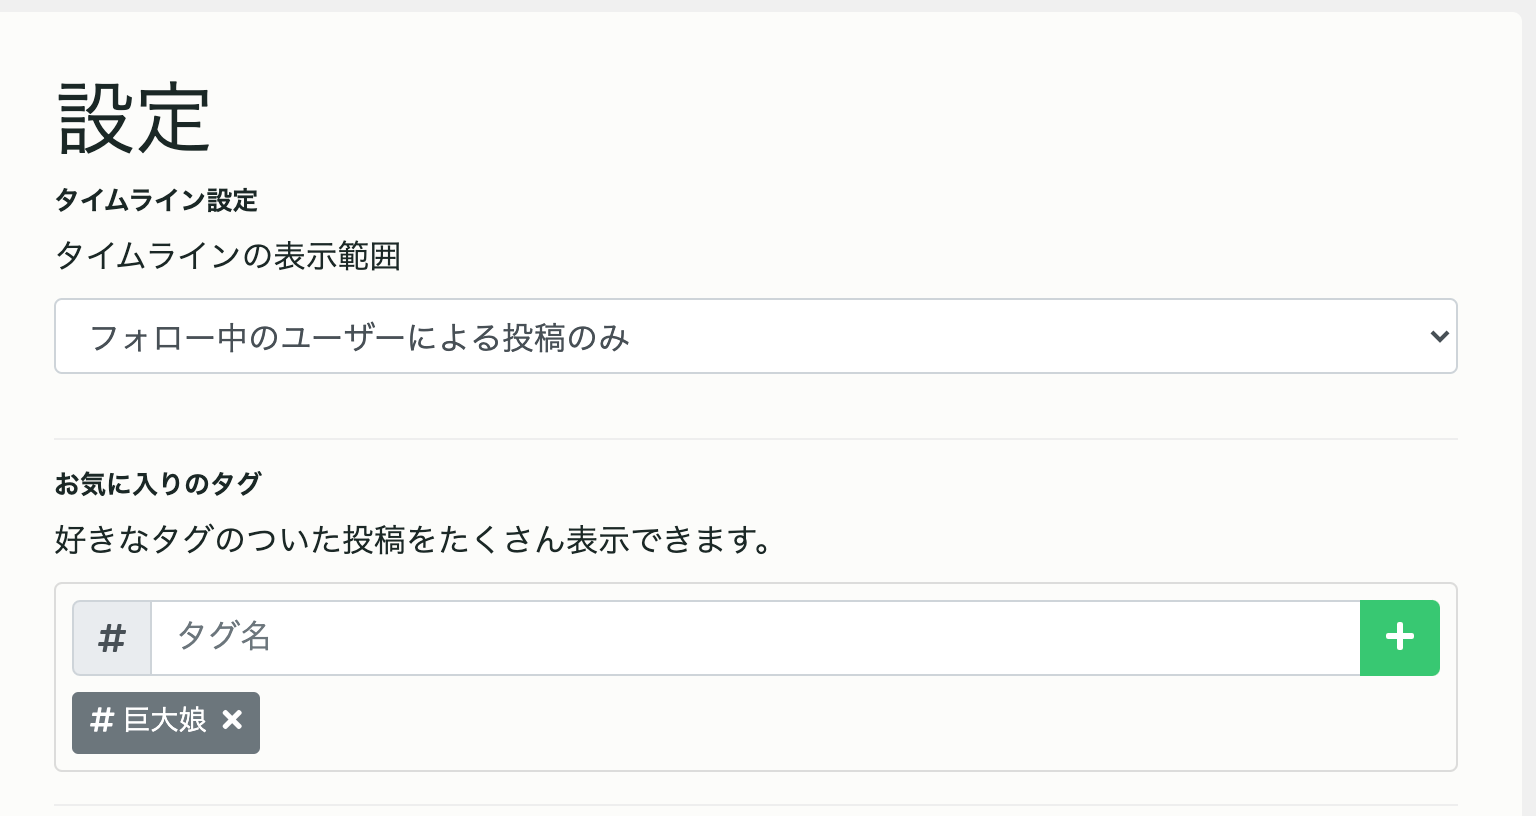 設定
タイムライン設定
タイムラインの表示範囲
フォロー中のユーザーによる投稿のみ
お気に入りのタグ
好きなタグのついた投稿をたくさん表示できます。
# タグ名 +
# 巨大娘 ×